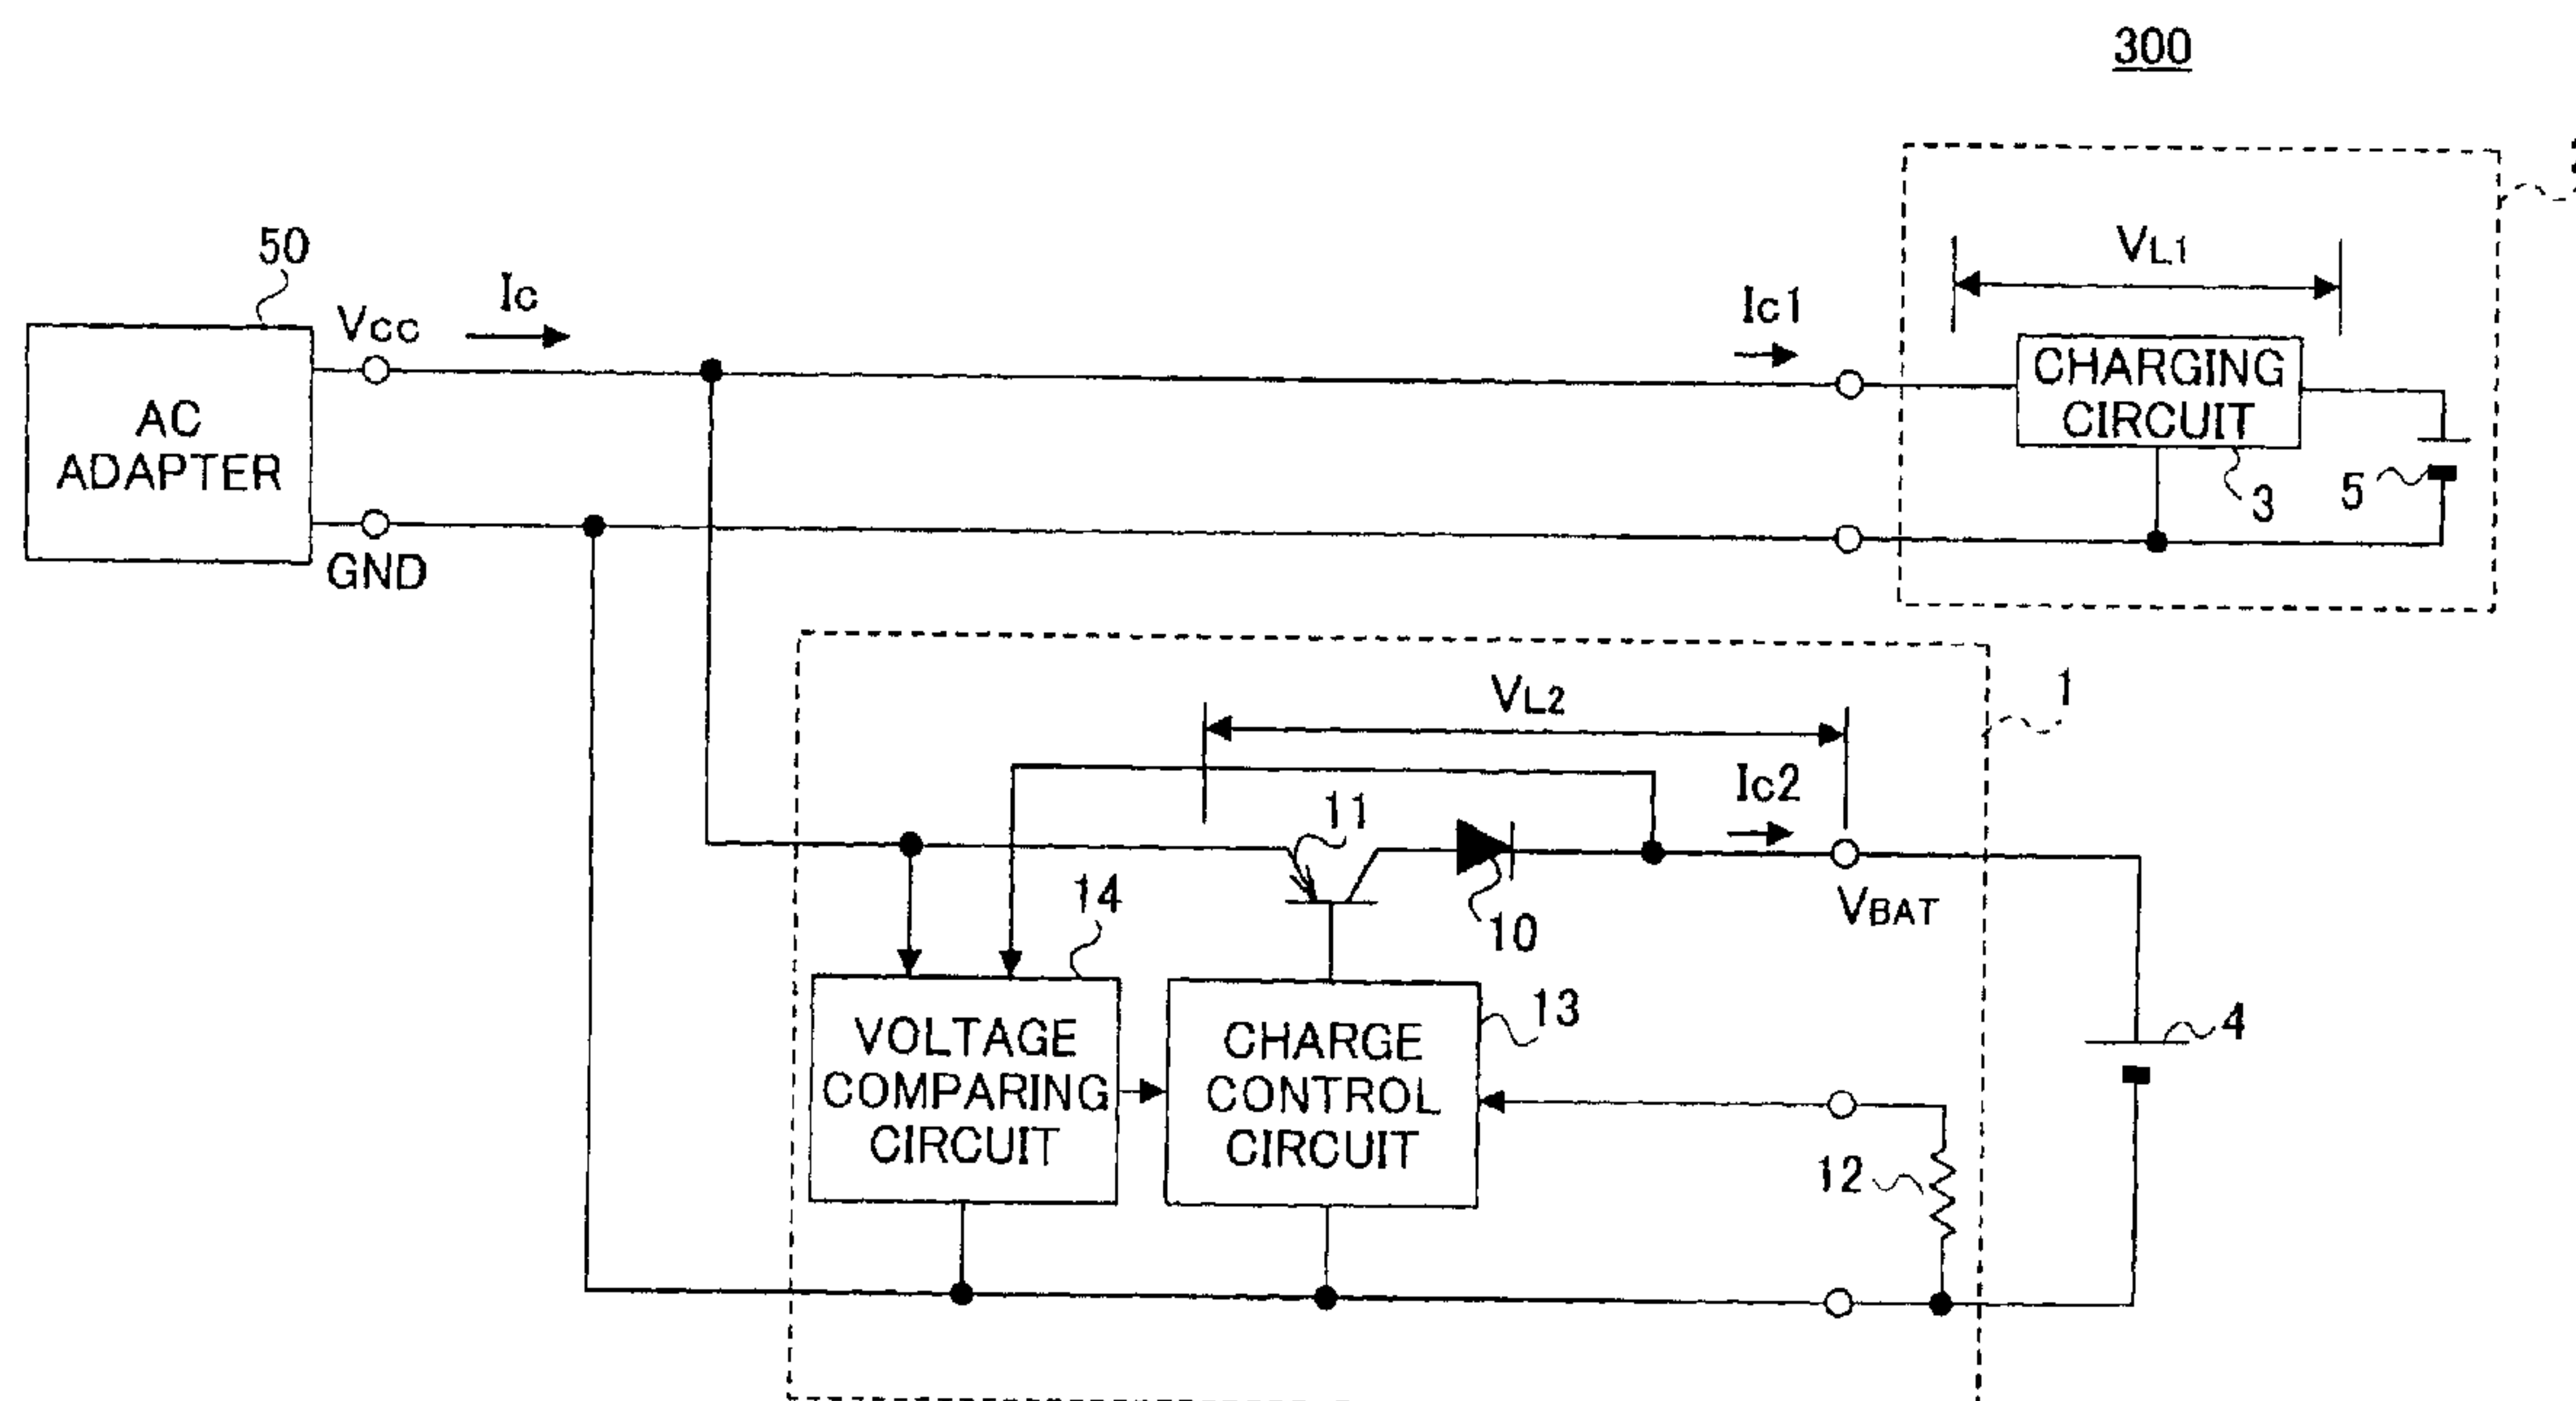 300
50
Vcc
Ic
Ic1
VL1
AC
ADAPTER
CHARGING
CIRCUIT
3
5
GND
1
VL2
Ic2
11
10
VBAT
14
13
VOLTAGE
COMPARING
CIRCUIT
CHARGE
CONTROL
CIRCUIT
4
12